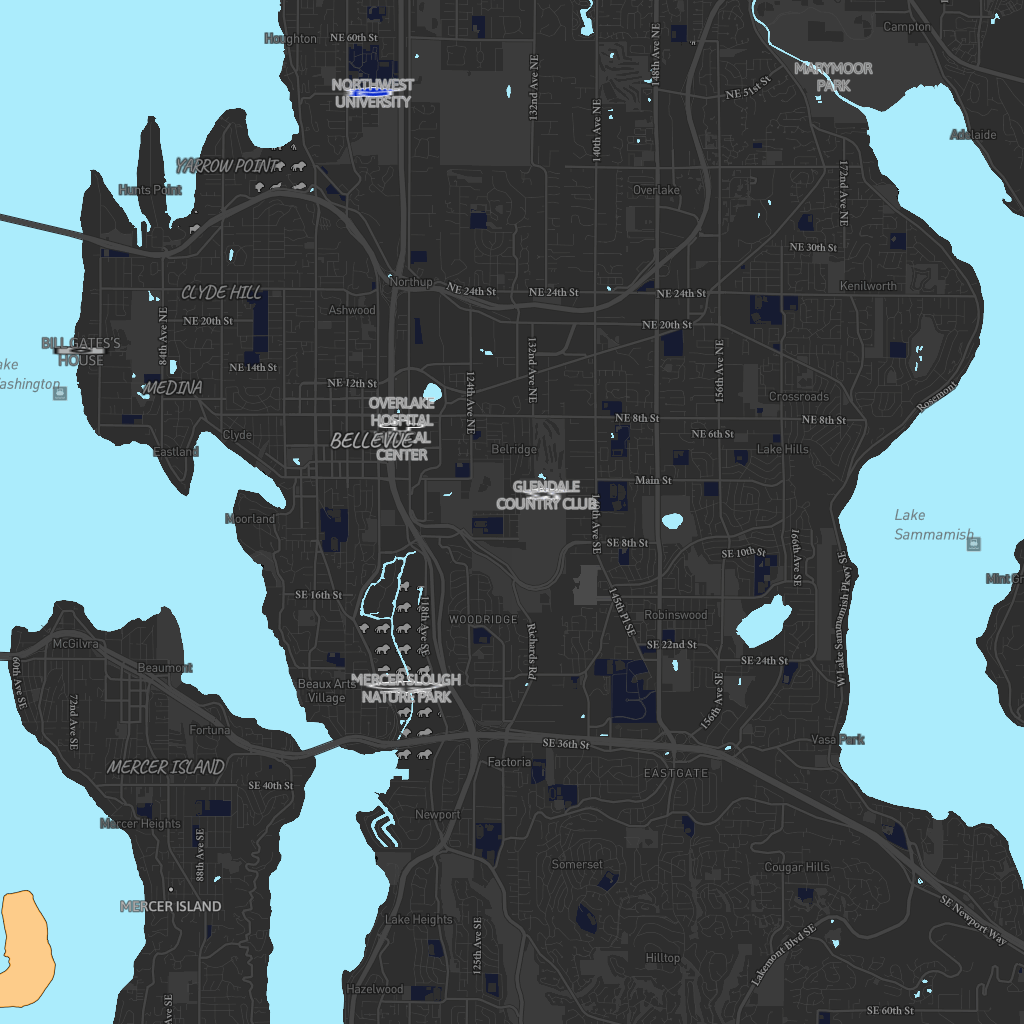 Houghton
NE 60th St
148th Ave NE
Campton
NORTHWEST
UNIVERSITY
MARYMOOR
PARK
132nd Ave NE
NE 51st St
140th Ave NE
Adelaide
YARROW POINT
Hunts Point
Overlake
172nd Ave NE
NE 30th St
Northup
NE 24th St
NE 24th St
NE 24th St
Kenilworth
CLYDE HILL
Ashwood
NE 20th St
NE 20th St
84th Ave NE
BILL GATES'S
HOUSE
132nd Ave NE
156th Ave NE
NE 14th St
NE 12th St
124th Ave NE
MEDINA
Washington
Rosemont
Crossroads
OVERLAKE
HOSPITAL
CENTER
NE 8th St
NE 8th St
NE 6th St
Clyde
BELLEVUE
Eastland
Belridge
Lake Hills
Main St
GLENDALE
COUNTRY CLUB
Moorland
Lake
Sammamish
SE 8th St
SE 10th St
166th Ave SE
W Lake Sammamish Pkwy SE
SE 16th St
118th Ave SE
WOODRIDGE
145th Pl SE
Robinswood
Richards Rd
SE 22nd St
SE 24th St
McGilvra
60th Ave SE
Beaumont
Beaux Arts
Village
MERCER SLOUGH
NATURE PARK
72nd Ave SE
156th Ave SE
Fortuna
SE 36th St
Vasa Park
MERCER ISLAND
Factoria
EASTGATE
SE 40th St
Mercer Heights
Newport
88th Ave SE
Somerset
Cougar Hills
MERCER ISLAND
Lake Heights
SE Newport Way
125th Ave SE
Lakemont Blvd SE
Hilltop
Hazelwood
Ave SE
SE 60th St